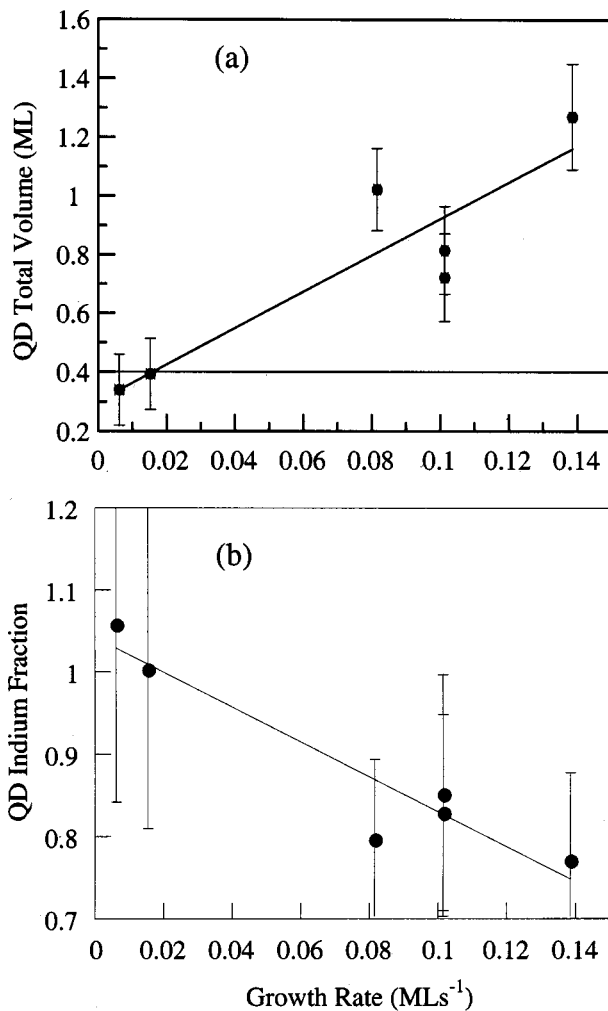 1.6
(a)
1.4
1.2
1
0.8
0.6
0.4
0.2
QD Total Volume (ML)
0 0.02 0.04 0.06 0.08 0.1 0.12 0.14
1.2
(b)
1.1
1
0.9
0.8
0.7
QD Indium Fraction
0 0.02 0.04 0.06 0.08 0.1 0.12 0.14
Growth Rate (MLs⁻¹)